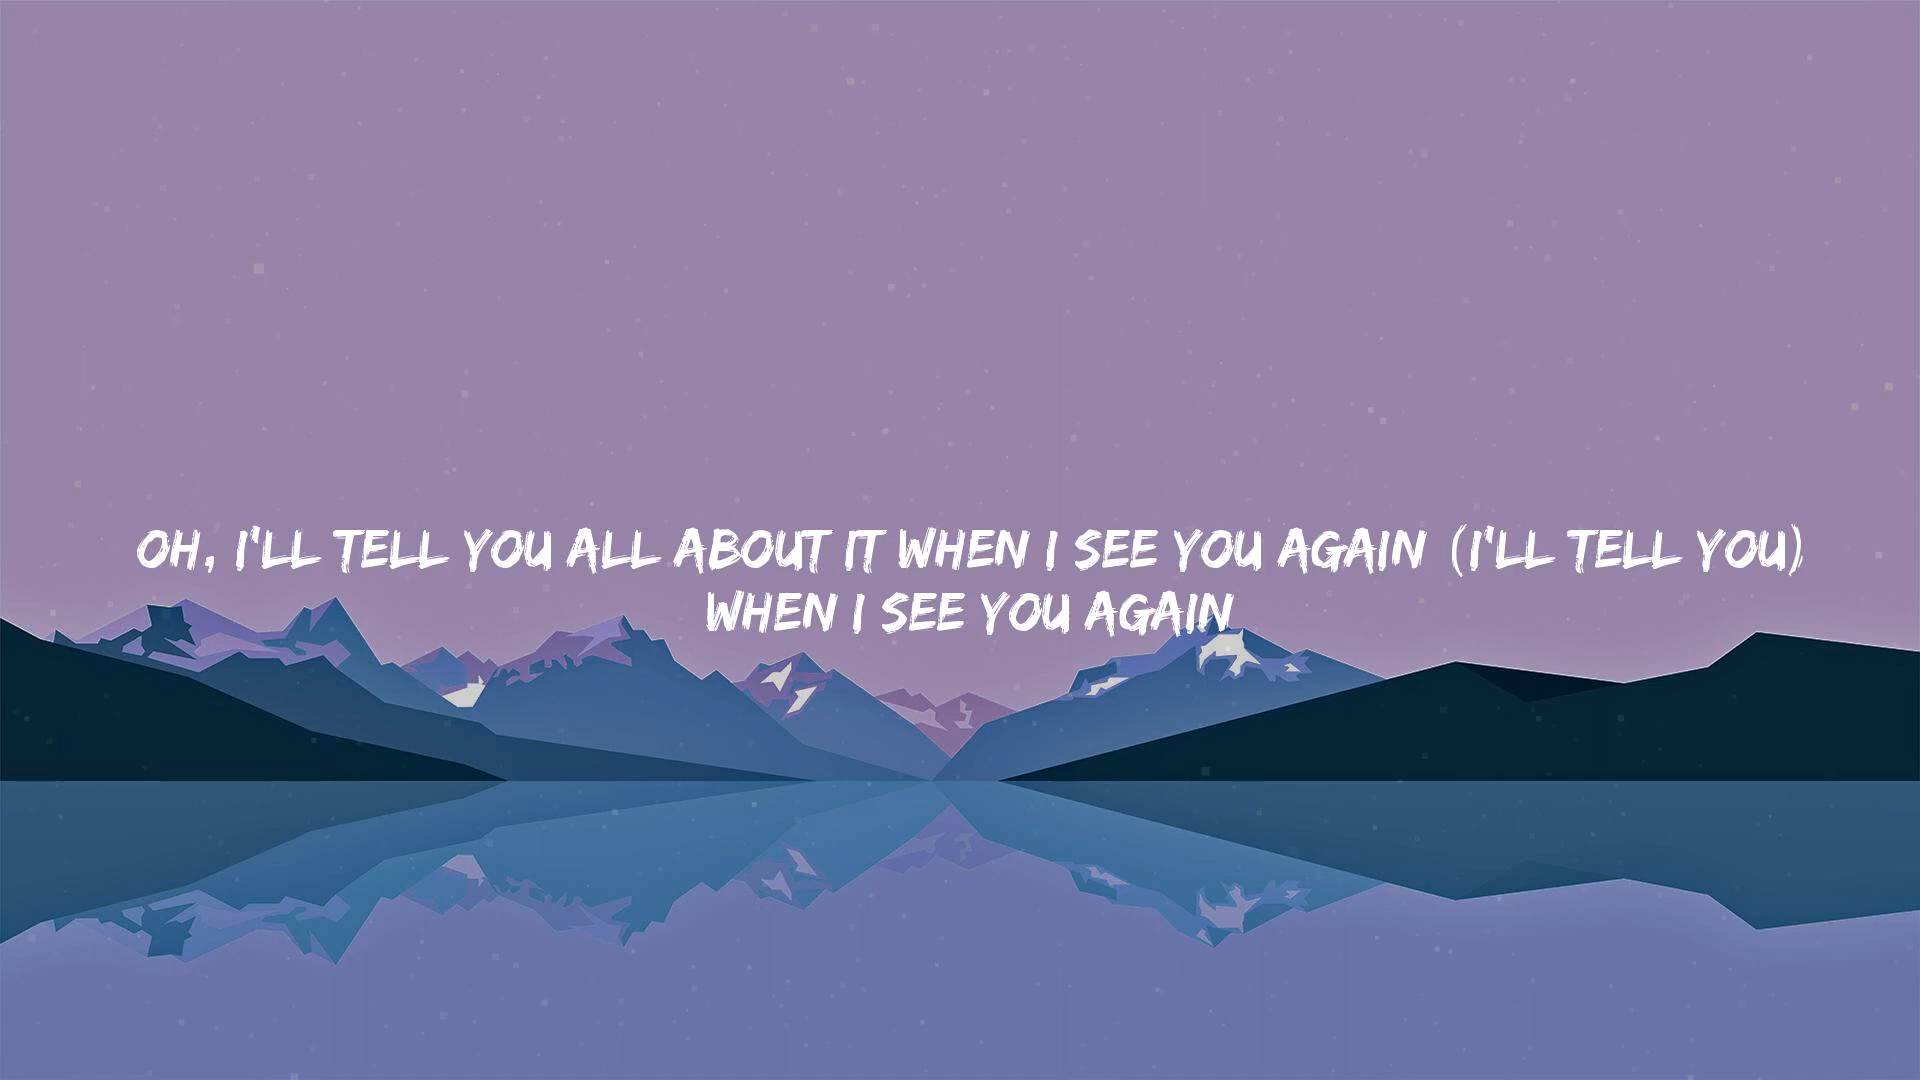 OH, I'LL TELL YOU ALL ABOUT IT WHEN I SEE YOU AGAIN (I'LL TELL YOU)
WHEN I SEE YOU AGAIN